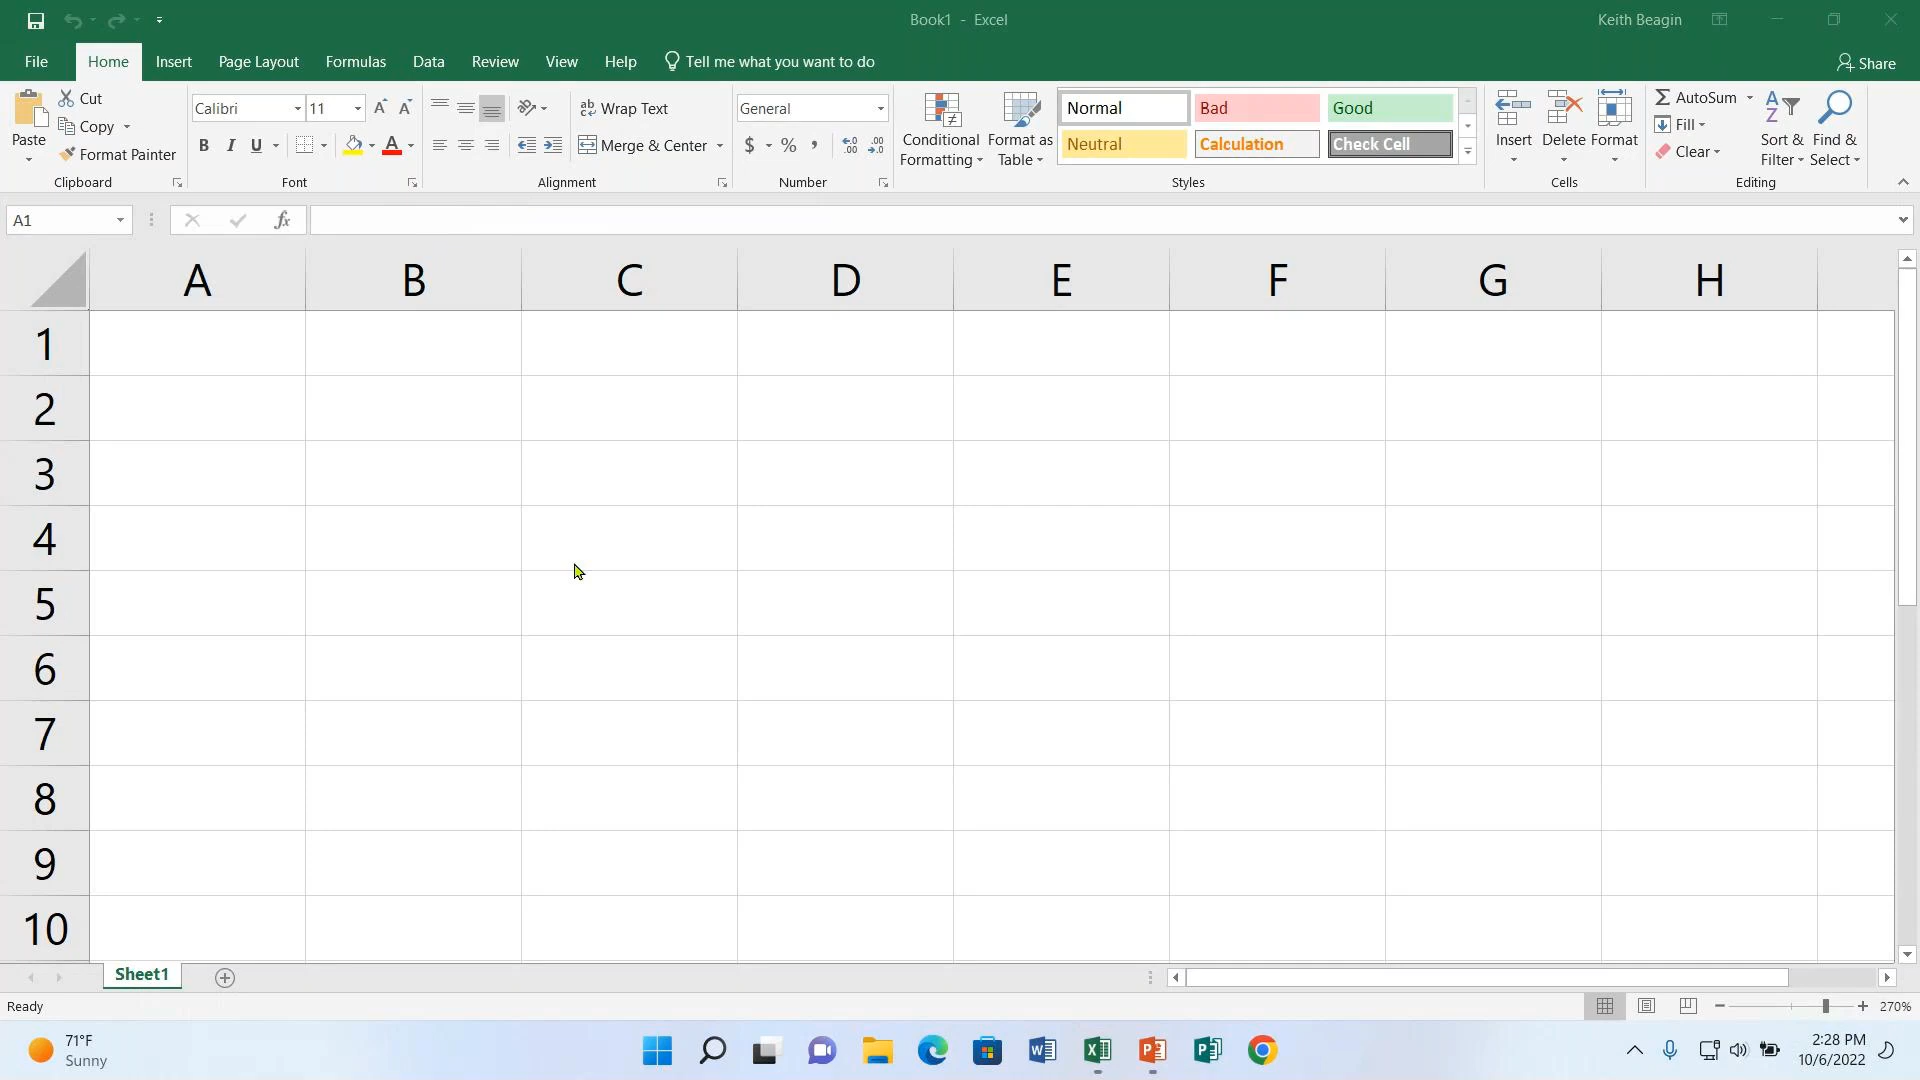 Book1 - Excel
Keith Beagin
File Home Insert Page Layout Formulas Data Review View Help Tell me what you want to do
Share
Paste
Cut
Copy
Format Painter
Clipboard
Calibri 11
B I U A
Font
Wrap Text
Merge & Center
Alignment
General
$ % ,
Number
Conditional Formatting
Format as Table
Normal Bad Good
Neutral Calculation Check Cell
Styles
Insert Delete Format
Cells
AutoSum
Fill
Clear
Sort & Filter
Find & Select
Editing
A1
fx
A B C D E F G H
1
2
3
4
5
6
7
8
9
10
Sheet1
Ready
270%
71°F
Sunny
2:28 PM
10/6/2022